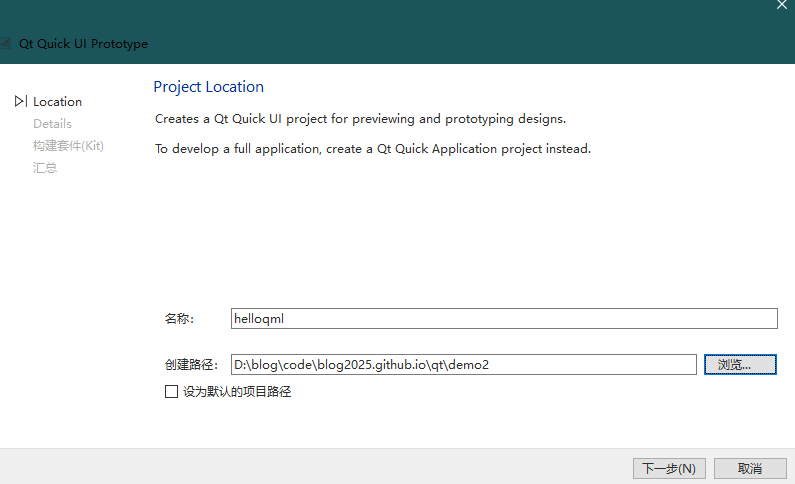 Qt Quick UI Prototype
Location
Details
构建套件(Kit)
汇总
Project Location
Creates a Qt Quick UI project for previewing and prototyping designs.
To develop a full application, create a Qt Quick Application project instead.
名称:
helloqml
创建路径:
D:\blog\code\blog2025.github.io\qt\demo2
浏览...
设为默认的项目路径
下一步(N)
取消